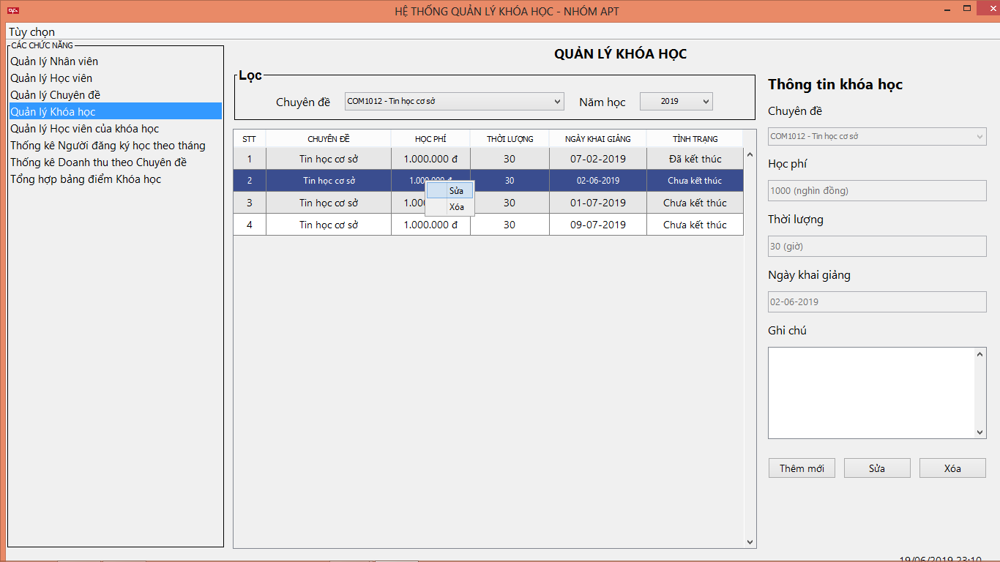 HỆ THỐNG QUẢN LÝ KHÓA HỌC - NHÓM APT
Tùy chọn
CÁC CHỨC NĂNG
Quản lý Nhân viên
Quản lý Học viên
Quản lý Chuyên đề
Quản lý Khóa học
Quản lý Học viên của khóa học
Thống kê Người đăng ký học theo tháng
Thống kê Doanh thu theo Chuyên đề
Tổng hợp bảng điểm Khóa học
QUẢN LÝ KHÓA HỌC
Lọc
Chuyên đề COM1012 - Tin học cơ sở Năm học 2019
STT CHUYÊN ĐỀ HỌC PHÍ THỜI LƯỢNG NGÀY KHAI GIẢNG TÌNH TRẠNG
1 Tin học cơ sở 1.000.000 đ 30 07-02-2019 Đã kết thúc
2 Tin học cơ sở 30 02-06-2019 Chưa kết thúc
3 Tin học cơ sở 30 01-07-2019 Chưa kết thúc
4 Tin học cơ sở 1.000.000 đ 30 09-07-2019 Chưa kết thúc
Sửa
Xóa
Thông tin khóa học
Chuyên đề
COM1012 - Tin học cơ sở
Học phí
1000 (nghìn đồng)
Thời lượng
30 (giờ)
Ngày khai giảng
02-06-2019
Ghi chú
Thêm mới Sửa Xóa
19/06/2019 23:10